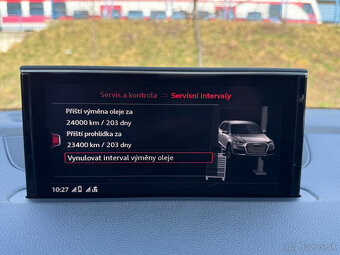 Servis a kontrola → Servisní intervaly
Příští výměna oleje za
24000 km / 203 dny
Příští prohlídka za
23400 km / 203 dny
Vynulovat interval výměny oleje
10:27